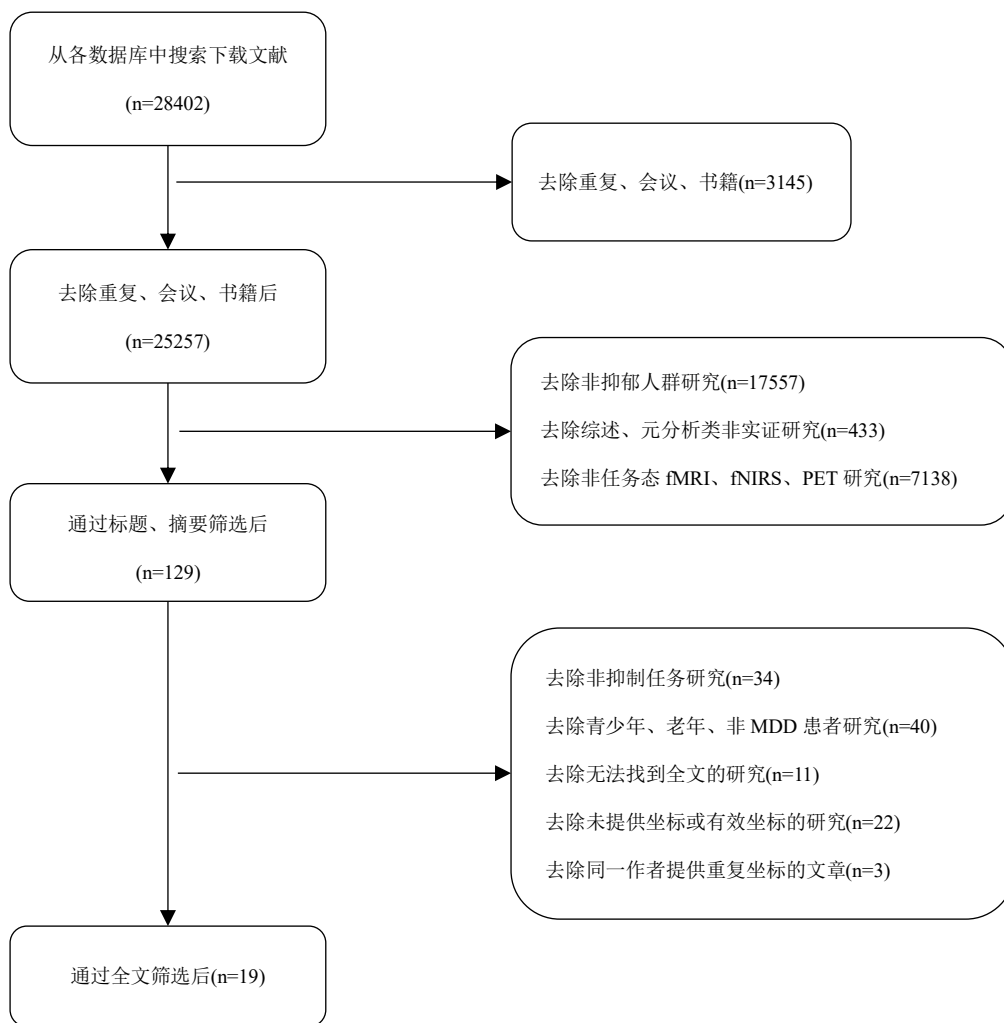 从各数据库中搜索下载文献
(n=28402)
去除重复、会议、书籍(n=3145)
去除重复、会议、书籍后
(n=25257)
去除非抑郁人群研究(n=17557)
去除综述、元分析类非实证研究(n=433)
去除非任务态 fMRI、fNIRS、PET 研究(n=7138)
通过标题、摘要筛选后
(n=129)
去除非抑制任务研究(n=34)
去除青少年、老年、非 MDD 患者研究(n=40)
去除无法找到全文的研究(n=11)
去除未提供坐标或有效坐标的研究(n=22)
去除同一作者提供重复坐标的文章(n=3)
通过全文筛选后(n=19)